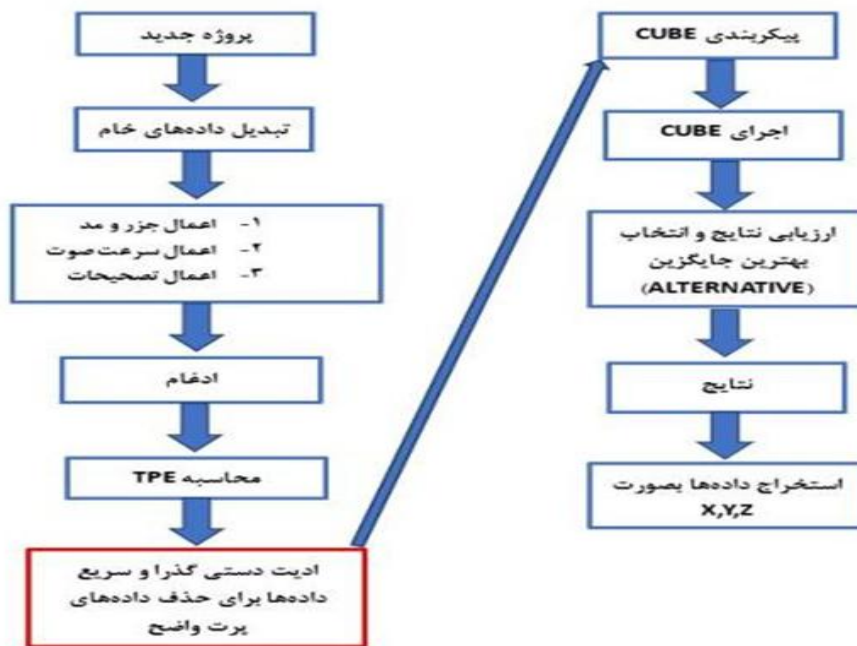 پروژه جدید
تبدیل داده‌های خام
۱- اعمال جزر و مد
۲- اعمال سرعت صوت
۳- اعمال تصحیحات
ادغام
محاسبه TPE
ادیت دستی گذرا و سریع
داده‌ها برای حذف داده‌های
پرت واضح
پیکربندی CUBE
اجرای CUBE
ارزیابی نتایج و انتخاب
بهترین جایگزین
(ALTERNATIVE)
نتایج
استخراج داده‌ها بصورت
X,Y,Z